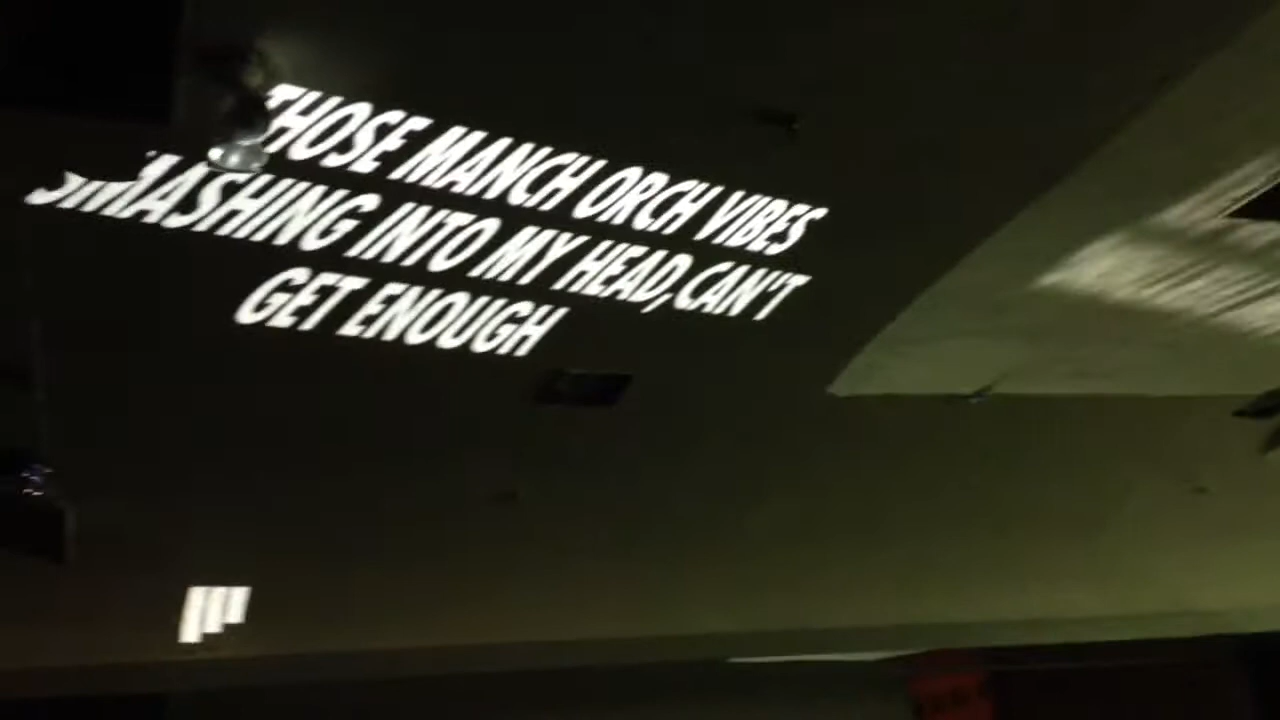 THOSE MANCH ORCH VIBES
SMASHING INTO MY HEAD, CAN'T
GET ENOUGH